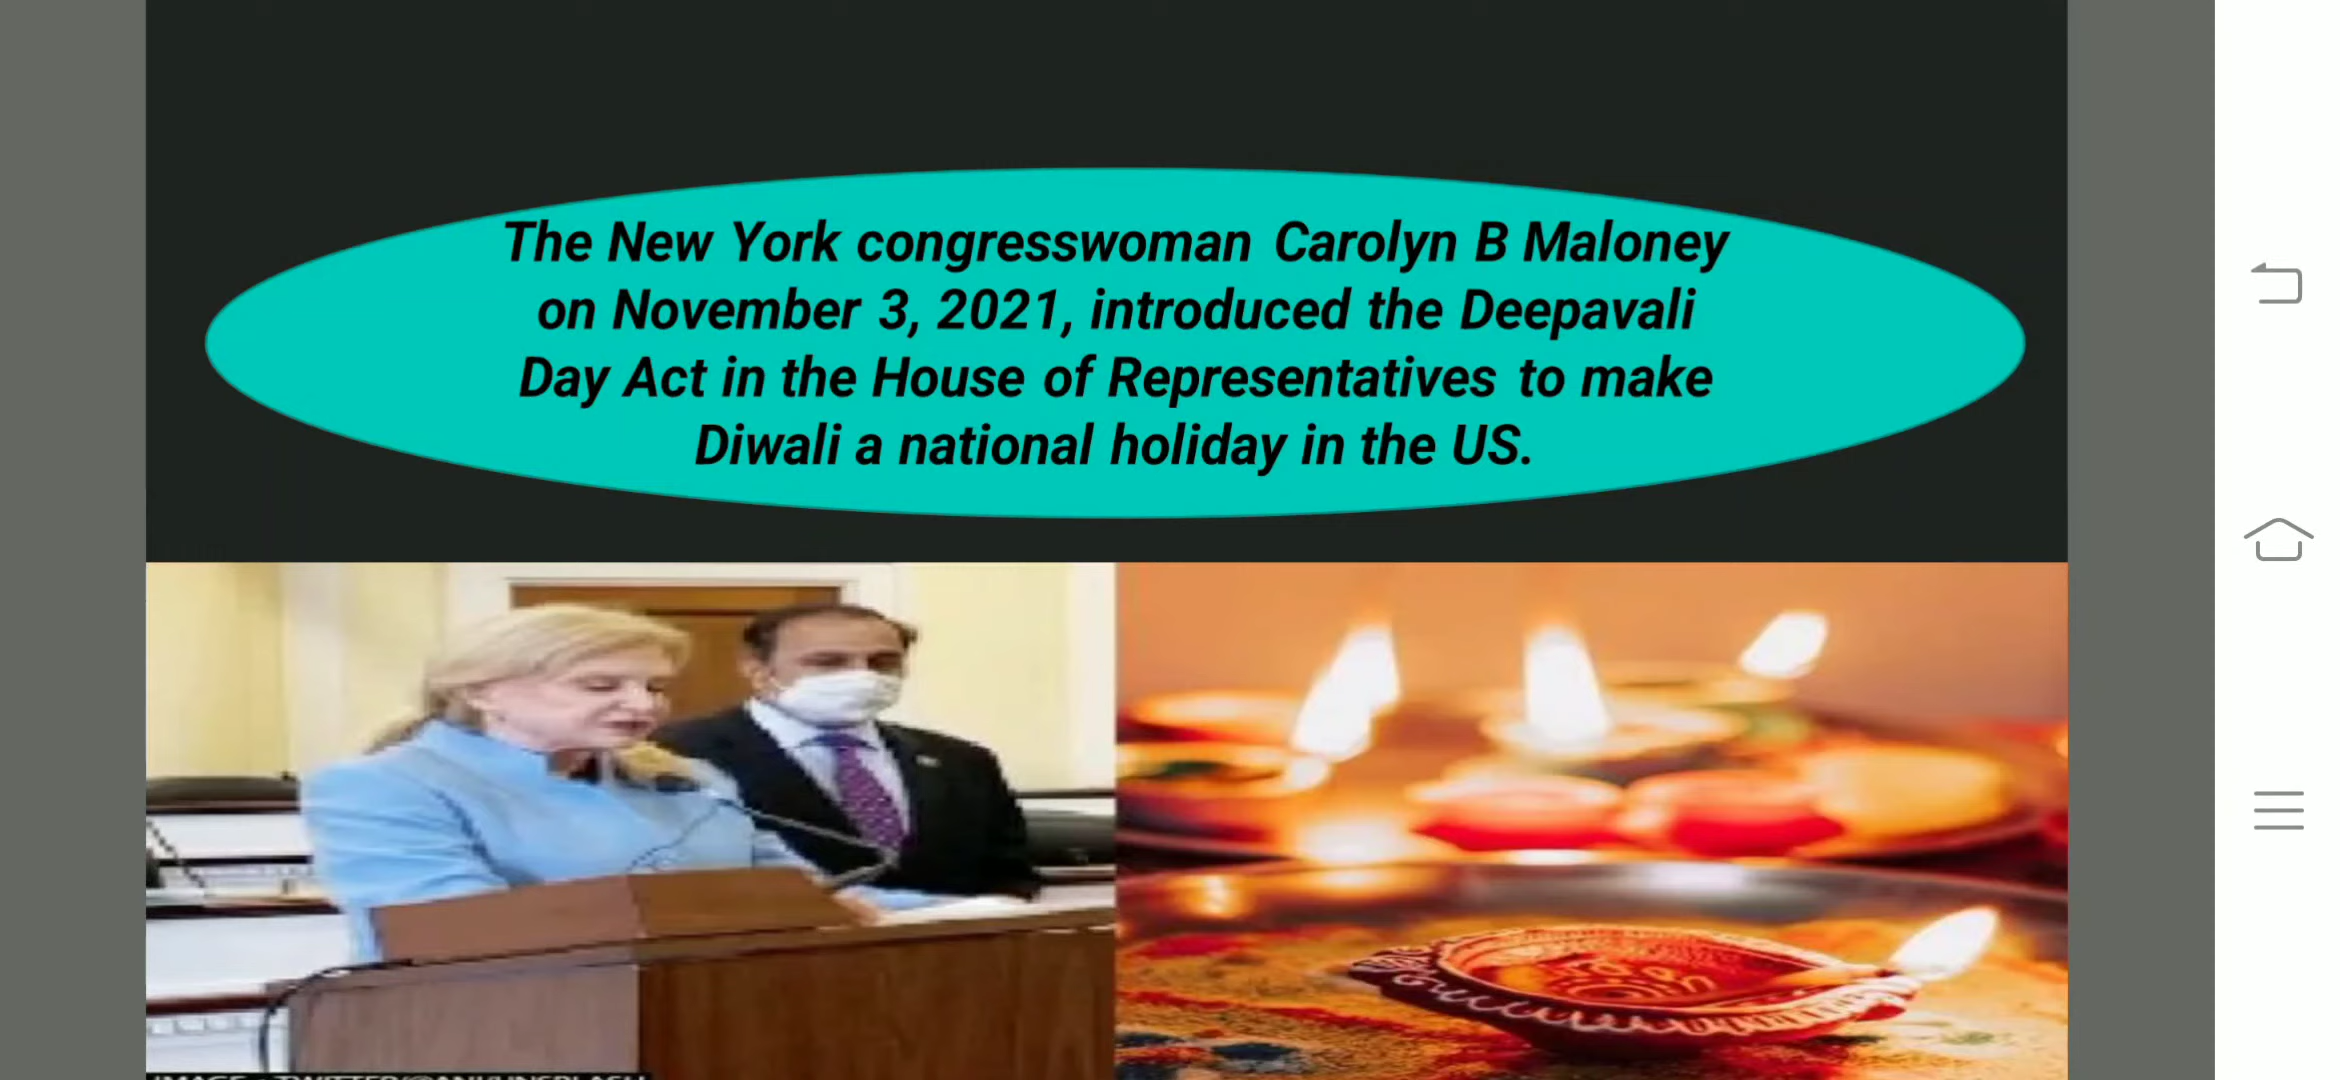 The New York congresswoman Carolyn B Maloney
on November 3, 2021, introduced the Deepavali
Day Act in the House of Representatives to make
Diwali a national holiday in the US.